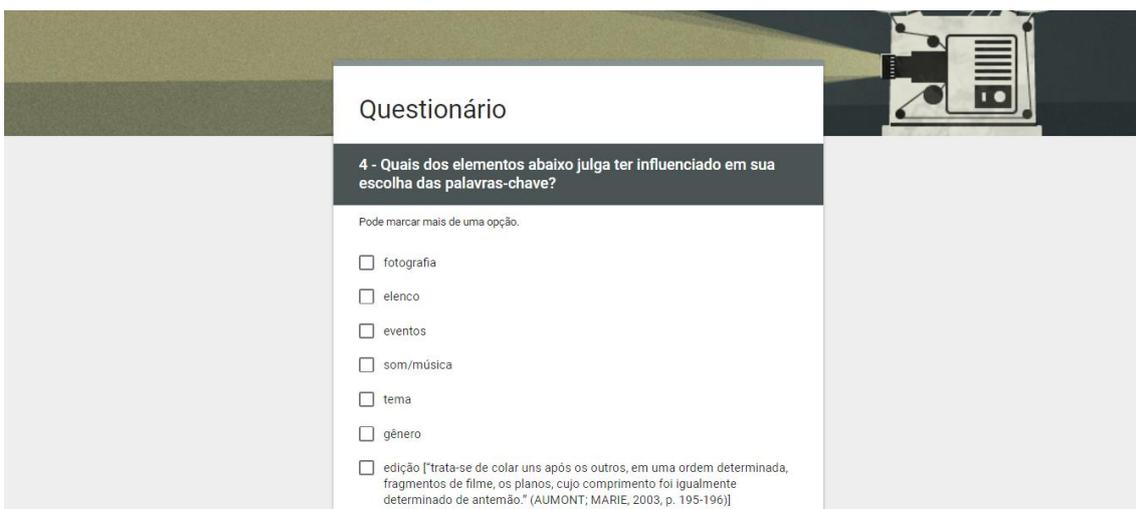 Questionário
4 - Quais dos elementos abaixo julga ter influenciado em sua
escolha das palavras-chave?
Pode marcar mais de uma opção.
fotografia
elenco
eventos
som/música
tema
gênero
edição [“trata-se de colar uns após os outros, em uma ordem determinada,
fragmentos de filme, os planos, cujo comprimento foi igualmente
determinado de antemão.” (AUMONT; MARIE, 2003, p. 195-196)]